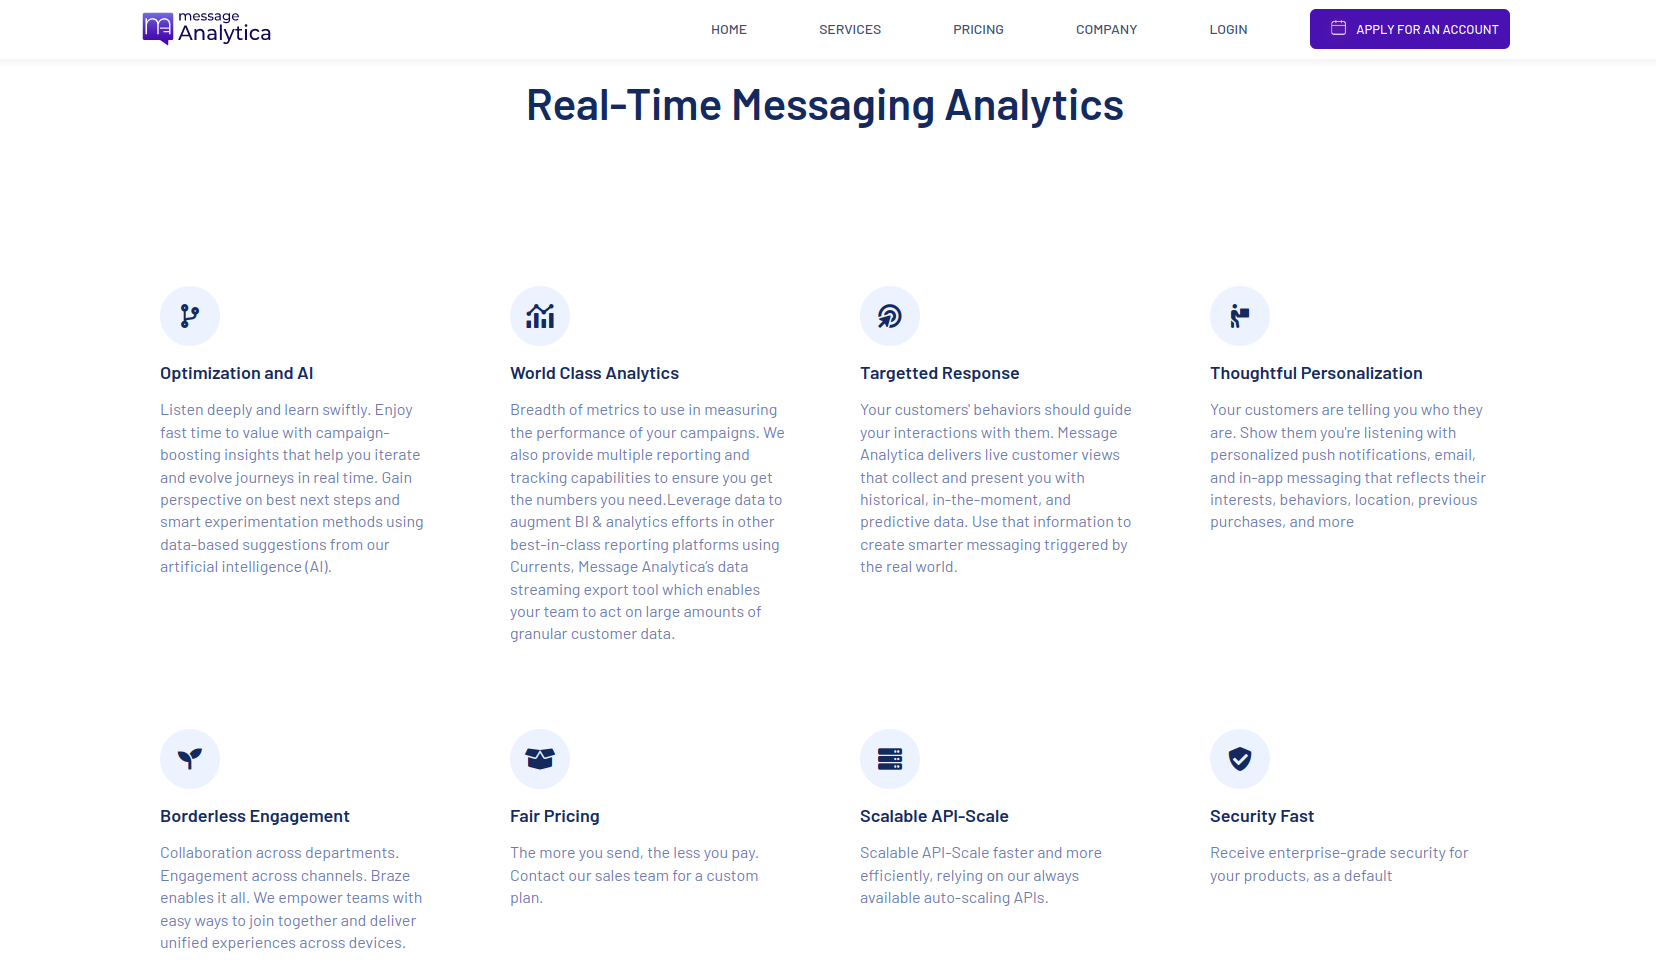 message
Analytica
HOME
SERVICES
PRICING
COMPANY
LOGIN
APPLY FOR AN ACCOUNT
Real-Time Messaging Analytics
Optimization and AI
Listen deeply and learn swiftly. Enjoy
fast time to value with campaign-
boosting insights that help you iterate
and evolve journeys in real time. Gain
perspective on best next steps and
smart experimentation methods using
data-based suggestions from our
artificial intelligence (AI).
World Class Analytics
Breadth of metrics to use in measuring
the performance of your campaigns. We
also provide multiple reporting and
tracking capabilities to ensure you get
the numbers you need.Leverage data to
augment BI & analytics efforts in other
best-in-class reporting platforms using
Currents, Message Analytica's data
streaming export tool which enables
your team to act on large amounts of
granular customer data.
Targetted Response
Your customers' behaviors should guide
your interactions with them. Message
Analytica delivers live customer views
that collect and present you with
historical, in-the-moment, and
predictive data. Use that information to
create smarter messaging triggered by
the real world.
Thoughtful Personalization
Your customers are telling you who they
are. Show them you're listening with
personalized push notifications, email,
and in-app messaging that reflects their
interests, behaviors, location, previous
purchases, and more
Borderless Engagement
Collaboration across departments.
Engagement across channels. Braze
enables it all. We empower teams with
easy ways to join together and deliver
unified experiences across devices.
Fair Pricing
The more you send, the less you pay.
Contact our sales team for a custom
plan.
Scalable API-Scale
Scalable API-Scale faster and more
efficiently, relying on our always
available auto-scaling APIs.
Security Fast
Receive enterprise-grade security for
your products, as a default